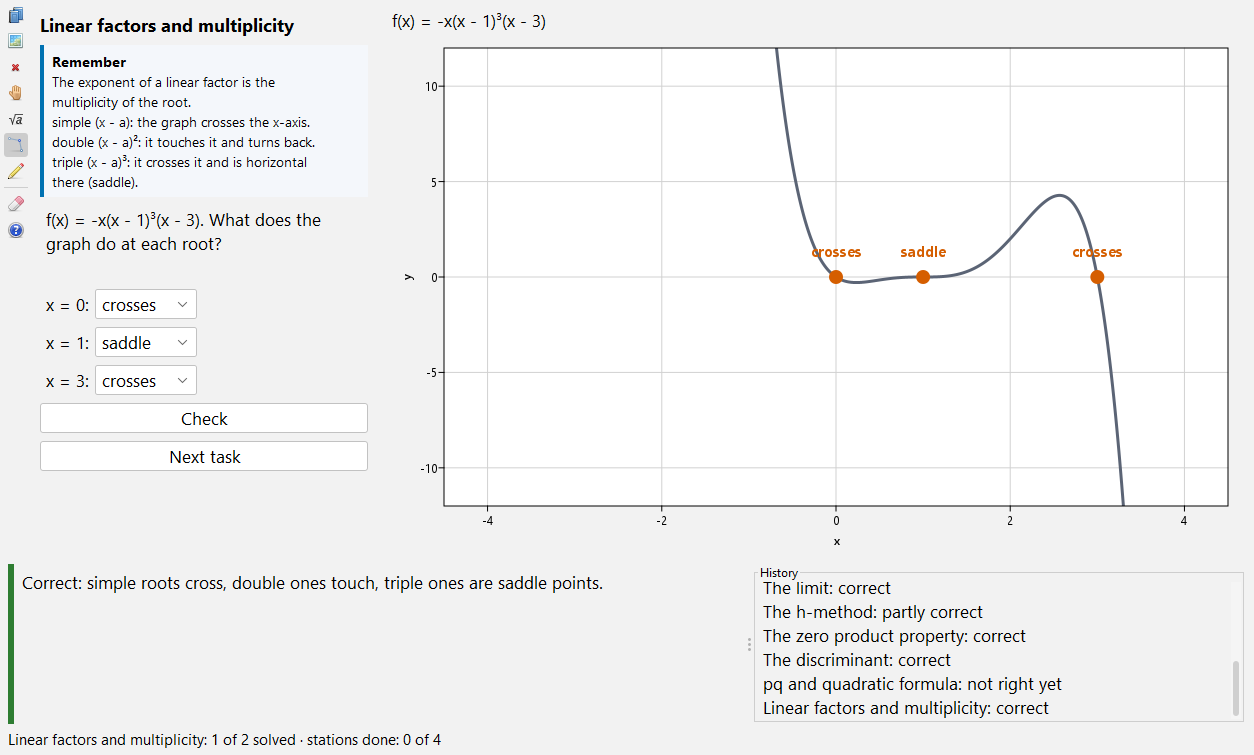 Linear factors and multiplicity
Remember
The exponent of a linear factor is the
multiplicity of the root.
simple (x - a): the graph crosses the x-axis.
double (x - a)²: it touches it and turns back.
triple (x - a)³: it crosses it and is horizontal
there (saddle).
f(x) = -x(x - 1)³(x - 3). What does the
graph do at each root?
x = 0: crosses
x = 1: saddle
x = 3: crosses
Check
Next task
f(x) = -x(x - 1)³(x - 3)
10
5
0
-5
-10
y
crosses
saddle
crosses
-4
-2
0
2
4
x
Correct: simple roots cross, double ones touch, triple ones are saddle points.
History
The limit: correct
The h-method: partly correct
The zero product property: correct
The discriminant: correct
pq and quadratic formula: not right yet
Linear factors and multiplicity: correct
Linear factors and multiplicity: 1 of 2 solved · stations done: 0 of 4
√a
?